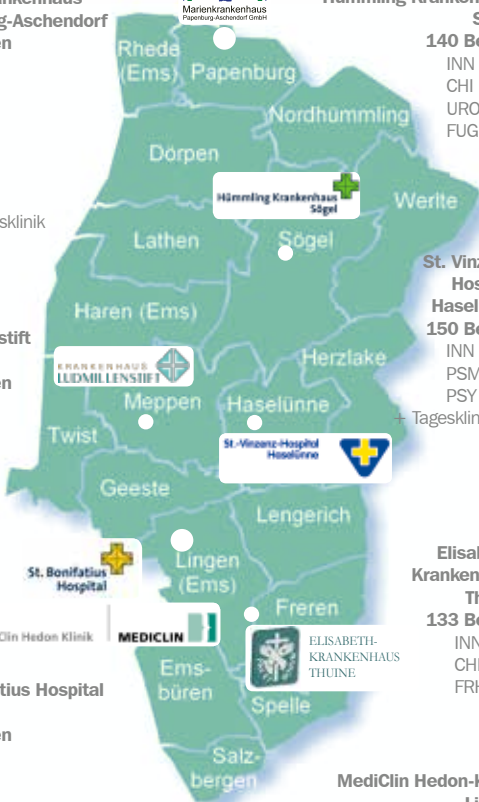 Marienkrankenhaus
Papenburg-Aschendorf GmbH
g-Aschendorf
en
140 Be
INN
CHI
URO
FUG
Rhede
(Ems)
Papenburg
Nordhümmling
Dörpen
Hümmling Krankenhaus
Sögel
Werlte
sklinik
Lathen
Sögel
St. Vinz
Hos
Hasel
150 Be
INN
PSM
PSY
+ Tagesklin
Haren (Ems)
stift
en
KRANKENHAUS
LUDMILLENSTIFT
Herzlake
Meppen
Haselünne
Twist
St.-Vinzenz-Hospital
Haselünne
Geeste
Lengerich
St. Bonifatius
Hospital
Lingen
(Ems)
Elisab
Kranken
Th
133 Be
INN
CHI
FRH
Freren
Clin Hedon Klinik
MEDICLIN
ELISABETH-
KRANKENHAUS
THUINE
Ems-
büren
tius Hospital
en
Spelle
Salz-
bergen
MediClin Hedon-K